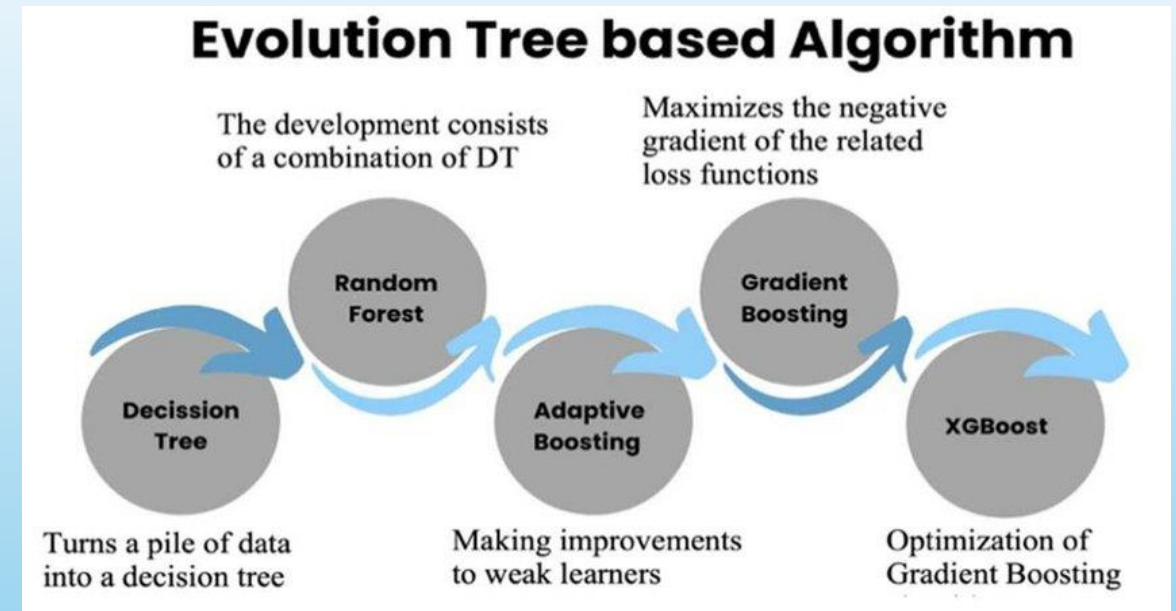 Evolution Tree based Algorithm
The development consists
of a combination of DT
Maximizes the negative
gradient of the related
loss functions
Random
Forest
Gradient
Boosting
Decission
Tree
Adaptive
Boosting
XGBoost
Turns a pile of data
into a decision tree
Making improvements
to weak learners
Optimization of
Gradient Boosting